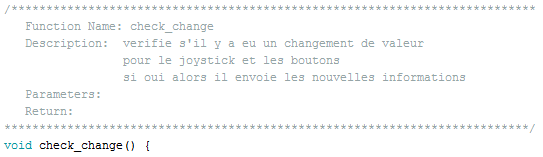 /**************************************************************************
Function Name: check_change
Description: verifie s'il y a eu un changement de valeur
pour le joystick et les boutons
si oui alors il envoie les nouvelles informations
Parameters:
Return:
**************************************************************************/
void check_change() {